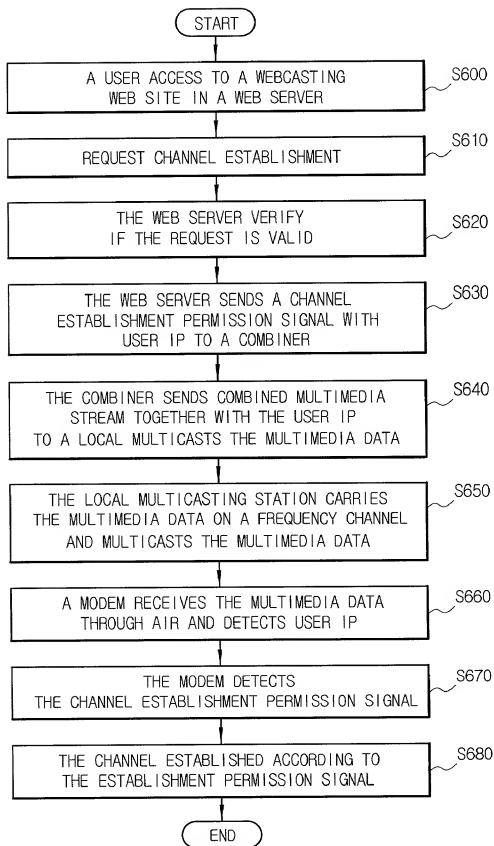 START
A USER ACCESS TO A WEBCASTING
WEB SITE IN A WEB SERVER
S600
REQUEST CHANNEL ESTABLISHMENT
S610
THE WEB SERVER VERIFY
IF THE REQUEST IS VALID
S620
THE WEB SERVER SENDS A CHANNEL
ESTABLISHMENT PERMISSION SIGNAL WITH
USER IP TO A COMBINER
S630
THE COMBINER SENDS COMBINED MULTIMEDIA
STREAM TOGETHER WITH THE USER IP
TO A LOCAL MULTICASTS THE MULTIMEDIA DATA
S640
THE LOCAL MULTICASTING STATION CARRIES
THE MULTIMEDIA DATA ON A FREQUENCY CHANNEL
AND MULTICASTS THE MULTIMEDIA DATA
S650
A MODEM RECEIVES THE MULTIMEDIA DATA
THROUGH AIR AND DETECTS USER IP
S660
THE MODEM DETECTS
THE CHANNEL ESTABLISHMENT PERMISSION SIGNAL
S670
THE CHANNEL ESTABLISHED ACCORDING TO
THE ESTABLISHMENT PERMISSION SIGNAL
S680
END